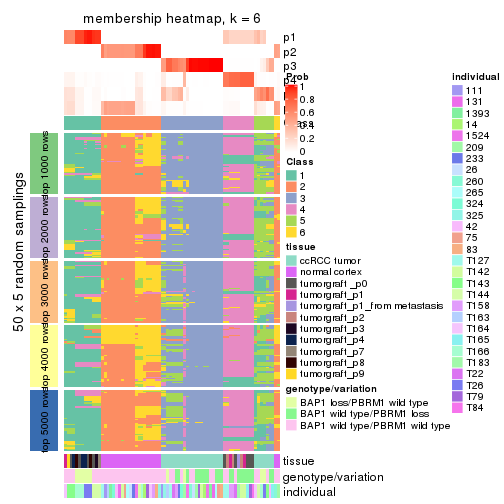 membership heatmap, k = 6
p1
p2
p3
p4
50 x 5 random samplings
top 1000 rows
top 2000 rows
top 3000 rows
top 4000 rows
top 5000 rows
tissue
genotype/variation
individual
Prob
1
0.8
0.6
0.4
0.2
0
Class
1
2
3
4
5
6
tissue
ccRCC tumor
normal cortex
tumorgraft _p0
tumorgraft_p1
tumorgraft_p1_from metastasis
tumorgraft_p2
tumorgraft_p3
tumorgraft_p4
tumorgraft_p7
tumorgraft_p8
tumorgraft_p9
genotype/variation
BAP1 loss/PBRM1 wild type
BAP1 wild type/PBRM1 loss
BAP1 wild type/PBRM1 wild type
individual
111
131
1393
14
1524
209
233
26
260
265
324
325
42
75
83
T127
T142
T143
T144
T158
T163
T164
T165
T166
T183
T22
T26
T79
T84